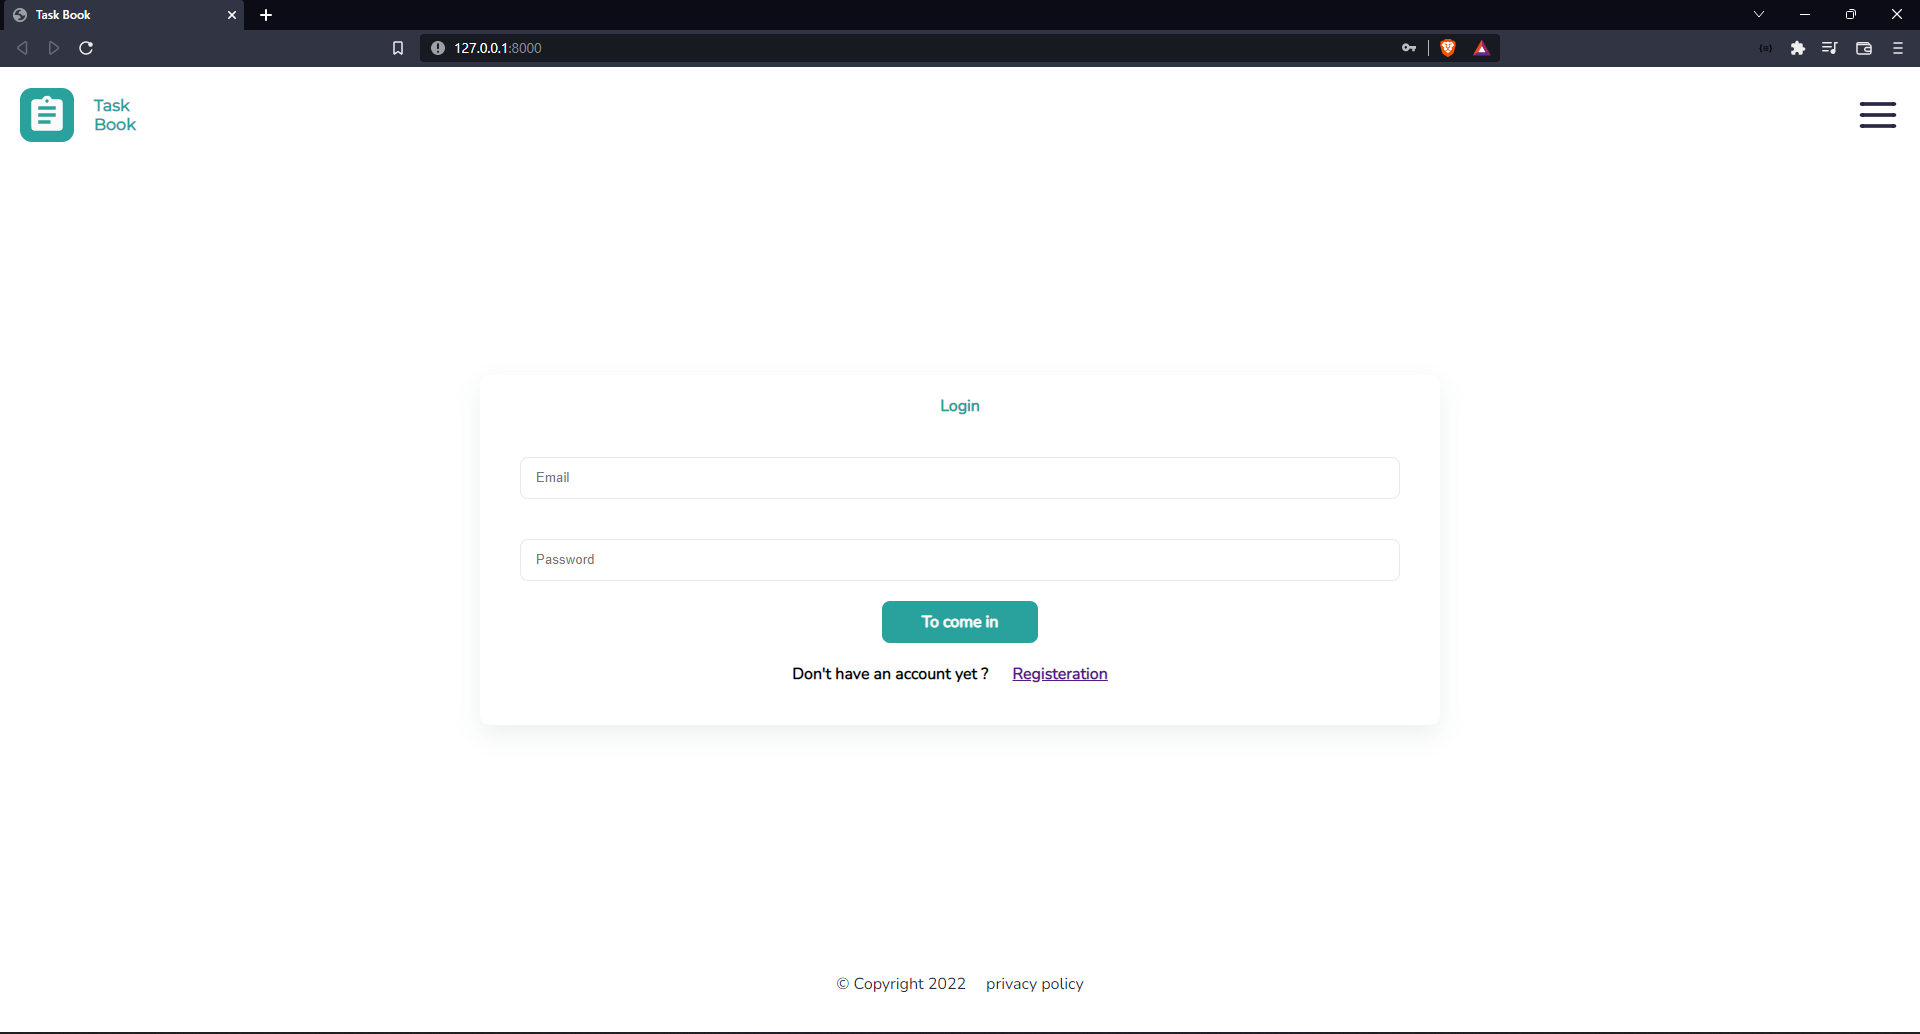 Task Book
127.0.0.1:8000
Task
Book
Login
Email
Password
To come in
Don't have an account yet ? Registeration
© Copyright 2022 privacy policy